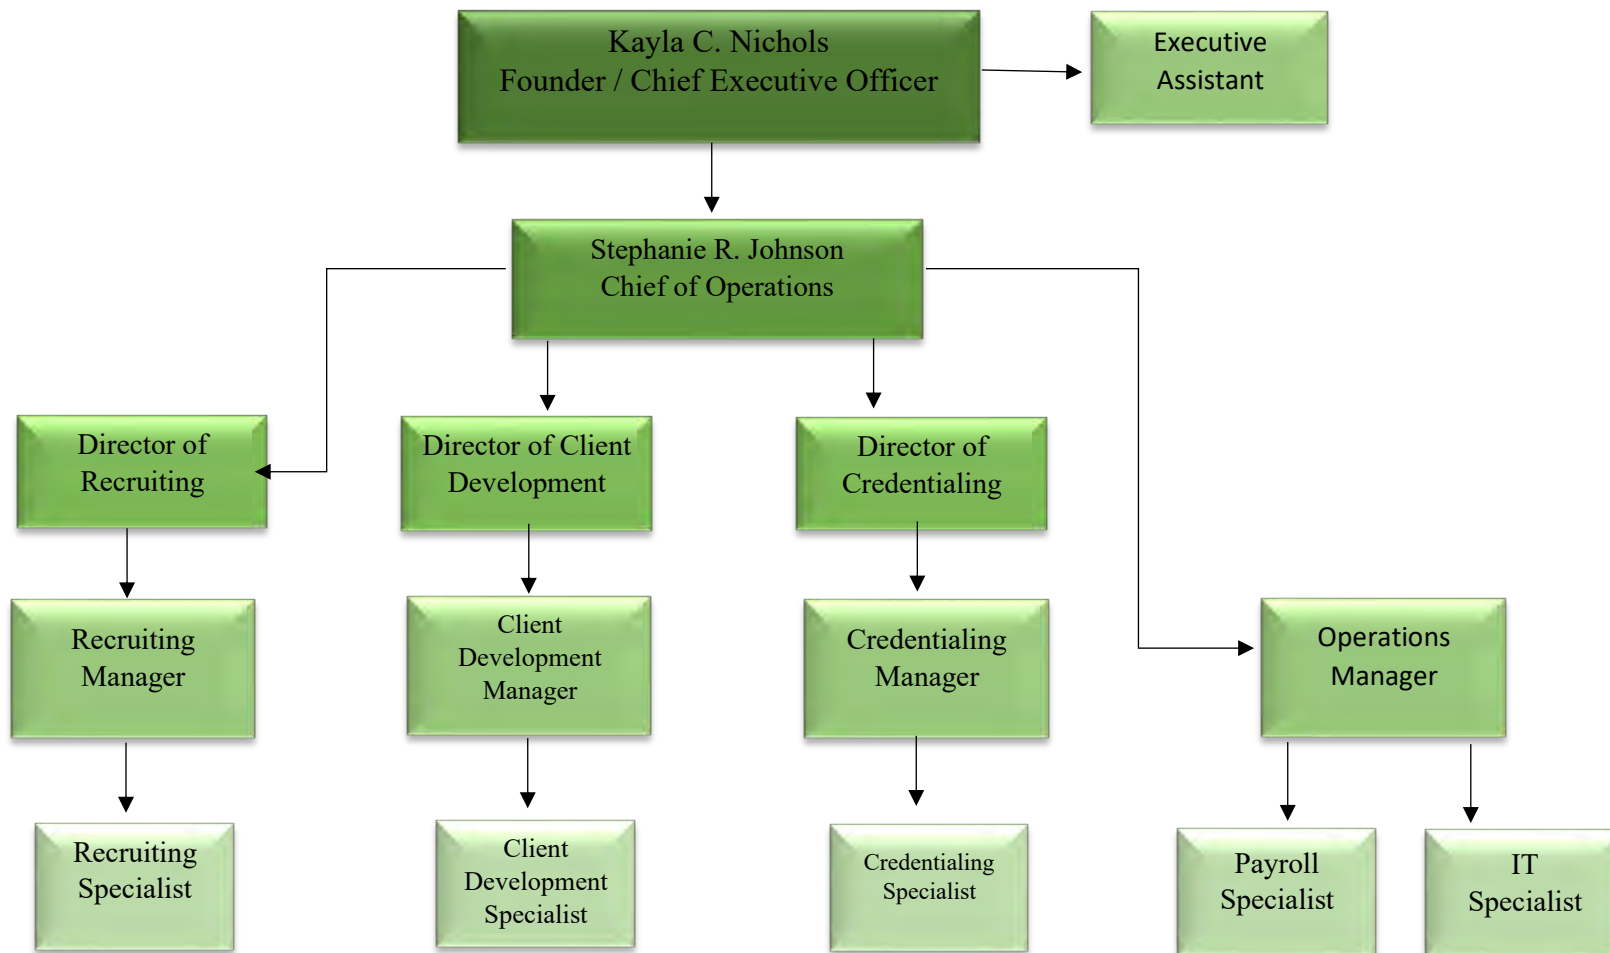 Kayla C. Nichols
Founder / Chief Executive Officer
Executive
Assistant
Stephanie R. Johnson
Chief of Operations
Director of
Recruiting
Director of Client
Development
Director of
Credentialing
Recruiting
Manager
Client
Development
Manager
Credentialing
Manager
Operations
Manager
Recruiting
Specialist
Client
Development
Specialist
Credentialing
Specialist
Payroll
Specialist
IT
Specialist